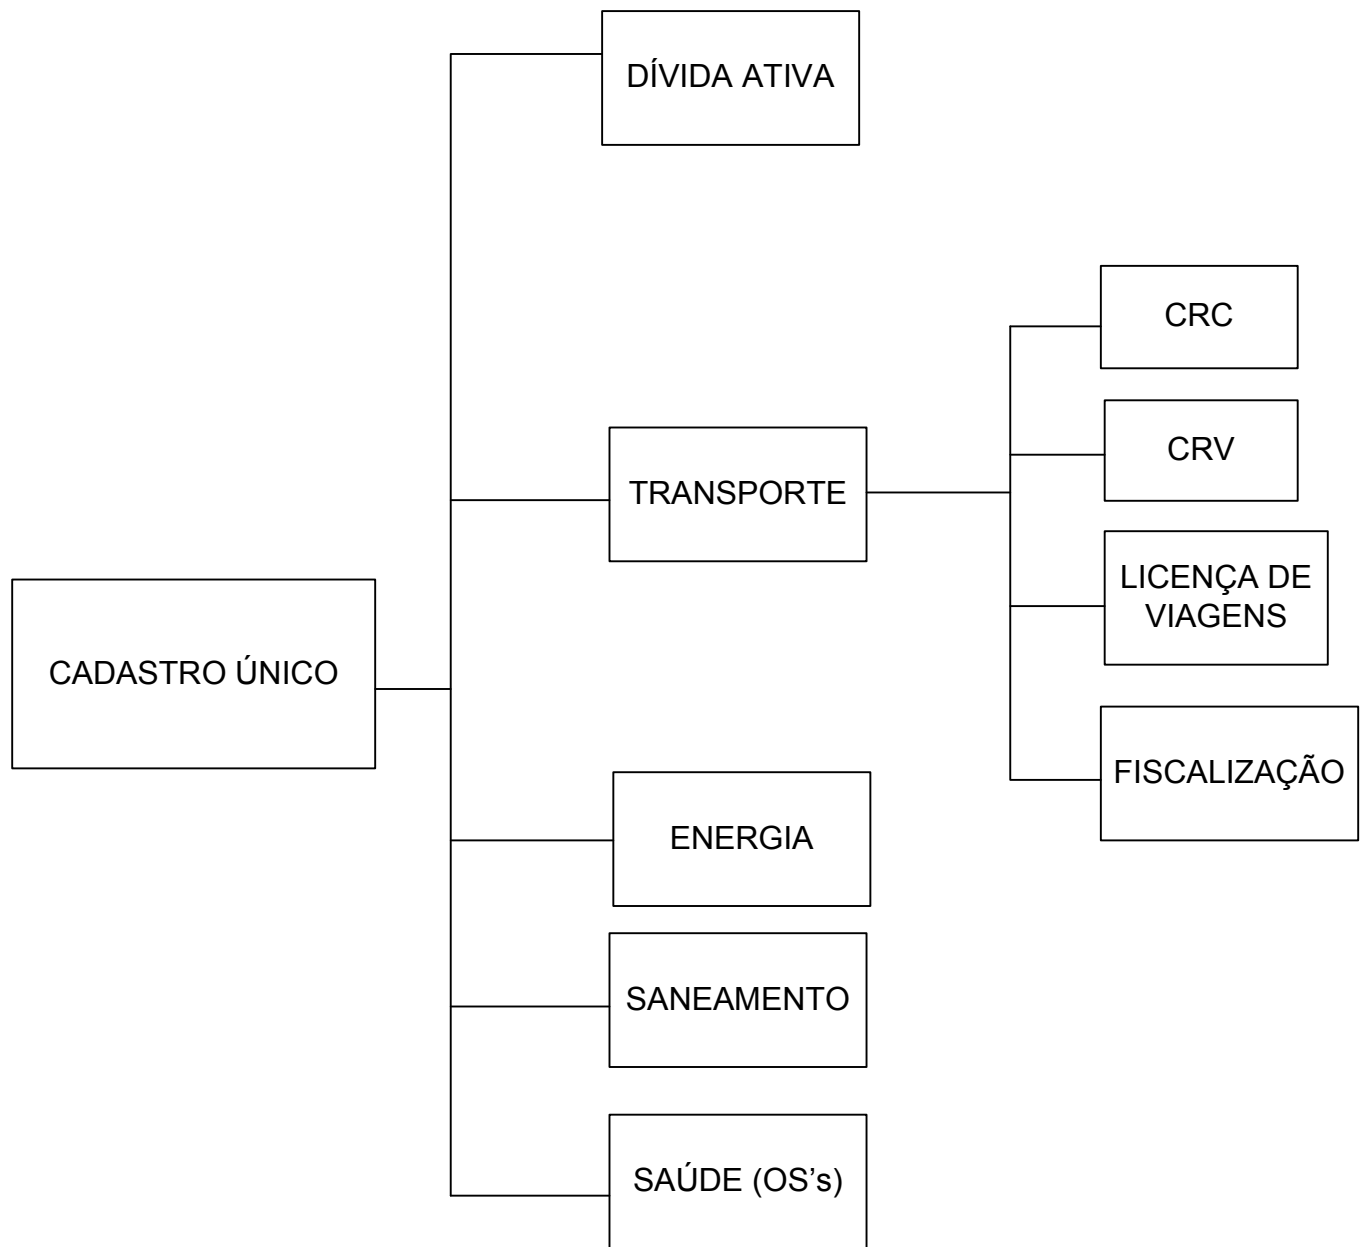 DÍVIDA ATIVA
CRC
CRV
TRANSPORTE
LICENÇA DE
VIAGENS
CADASTRO ÚNICO
FISCALIZAÇÃO
ENERGIA
SANEAMENTO
SAÚDE (OS’s)